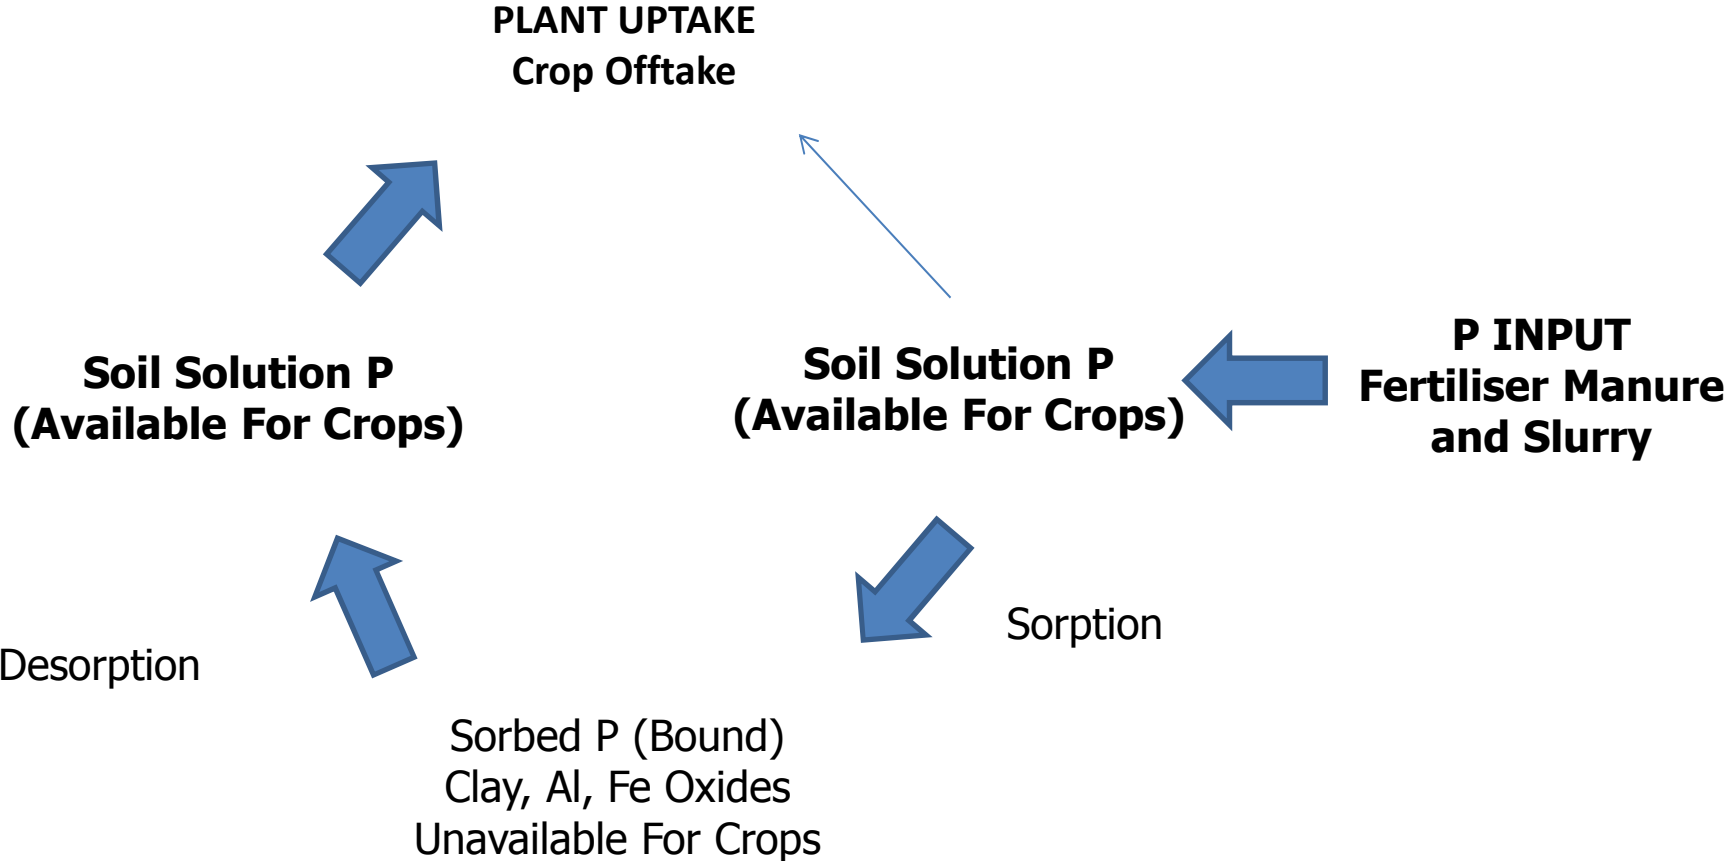 PLANT UPTAKE
Crop Offtake
Soil Solution P
(Available For Crops)
Soil Solution P
(Available For Crops)
P INPUT
Fertiliser Manure
and Slurry
Desorption
Sorption
Sorbed P (Bound)
Clay, Al, Fe Oxides
Unavailable For Crops